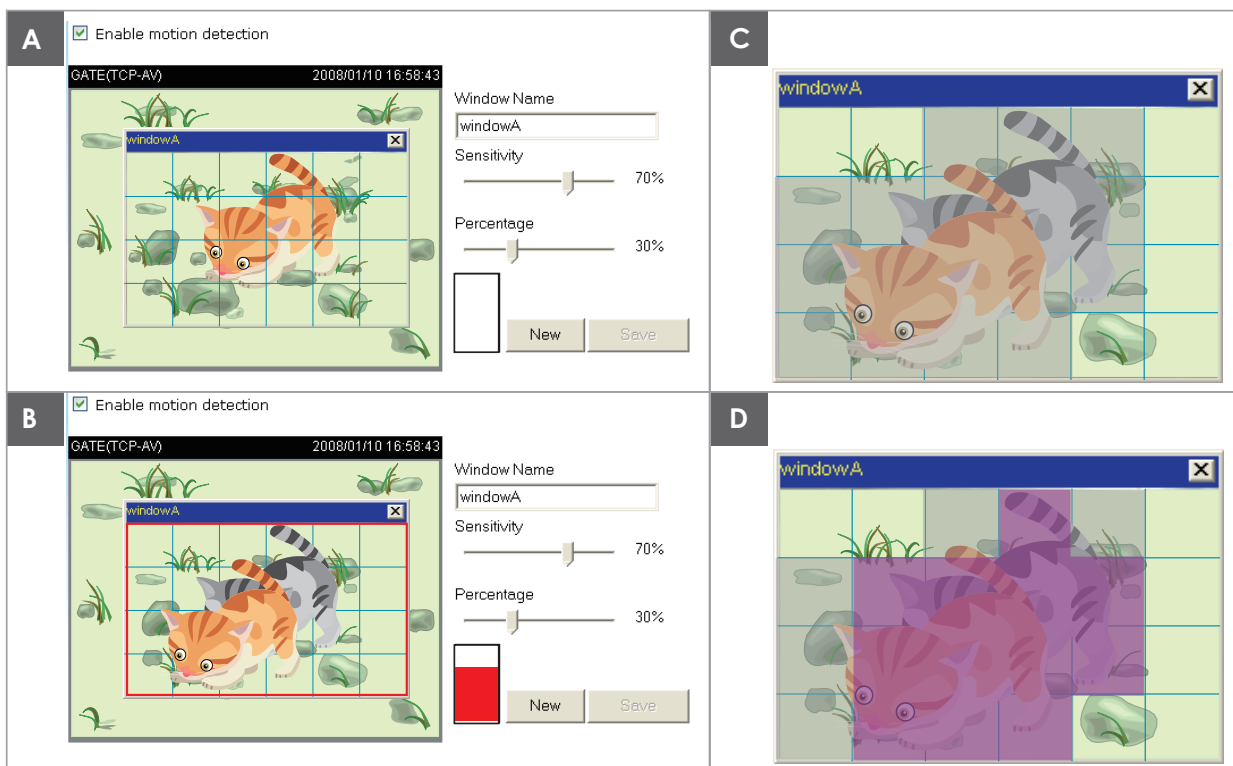 A
Enable motion detection
GATE(TCP-AV) 2008/01/10 16:58:43
windowA
Window Name
windowA
Sensitivity
70%
Percentage
30%
New Save
B
Enable motion detection
GATE(TCP-AV) 2008/01/10 16:58:43
windowA
Window Name
windowA
Sensitivity
70%
Percentage
30%
New Save
C
windowA
D
windowA